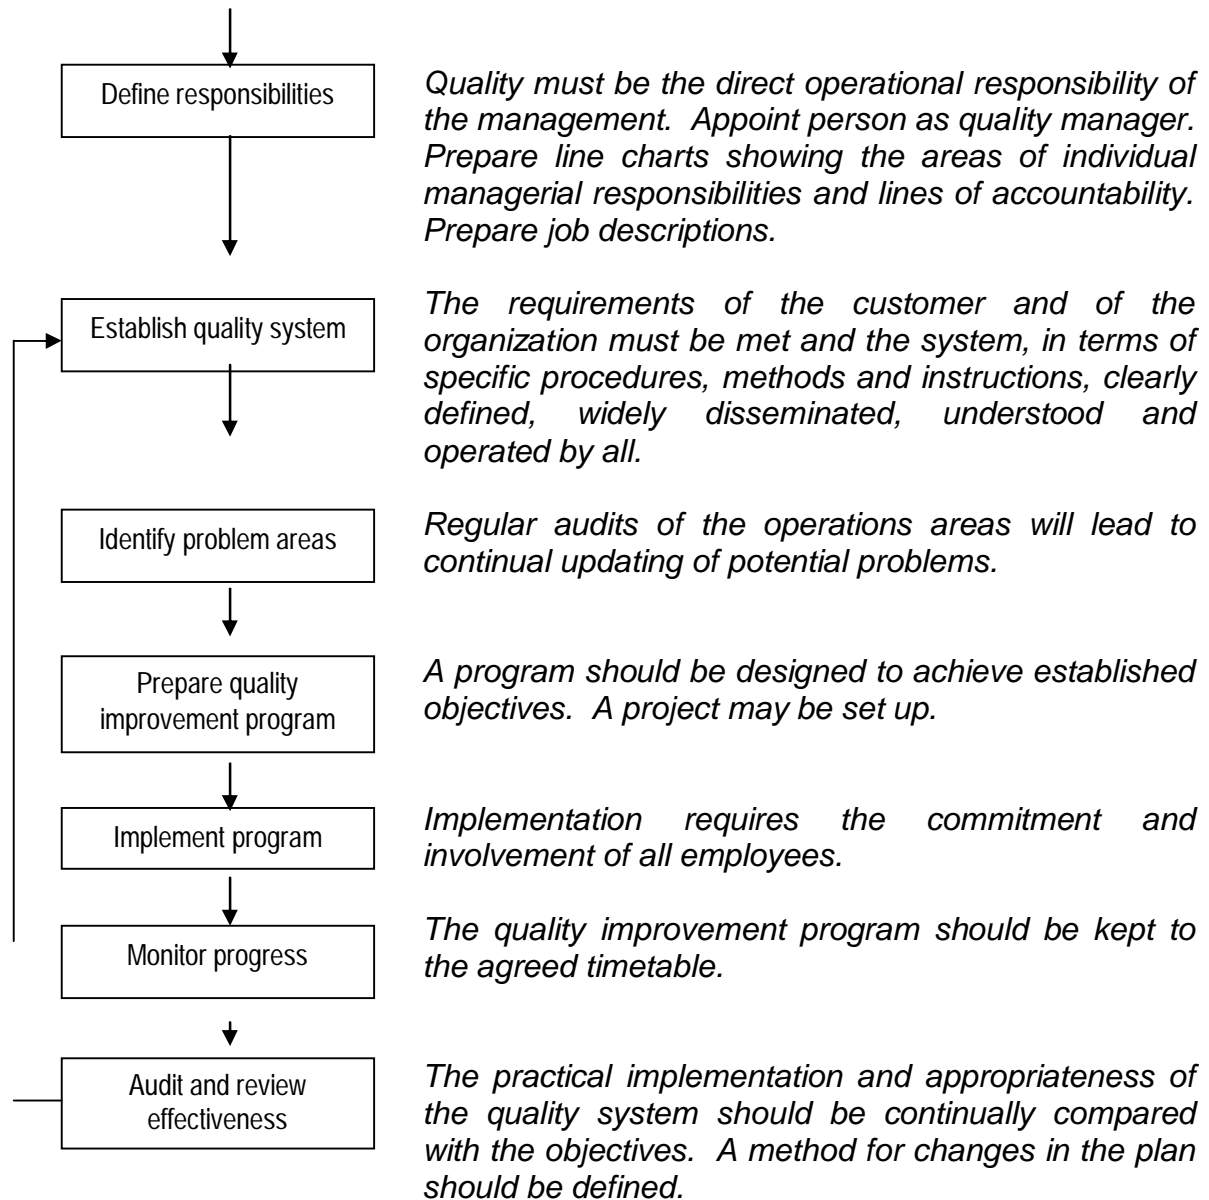 Define responsibilities
Quality must be the direct operational responsibility of
the management. Appoint person as quality manager.
Prepare line charts showing the areas of individual
managerial responsibilities and lines of accountability.
Prepare job descriptions.
Establish quality system
The requirements of the customer and of the
organization must be met and the system, in terms of
specific procedures, methods and instructions, clearly
defined, widely disseminated, understood and
operated by all.
Identify problem areas
Regular audits of the operations areas will lead to
continual updating of potential problems.
Prepare quality
improvement program
A program should be designed to achieve established
objectives. A project may be set up.
Implement program
Implementation requires the commitment and
involvement of all employees.
Monitor progress
The quality improvement program should be kept to
the agreed timetable.
Audit and review
effectiveness
The practical implementation and appropriateness of
the quality system should be continually compared
with the objectives. A method for changes in the plan
should be defined.